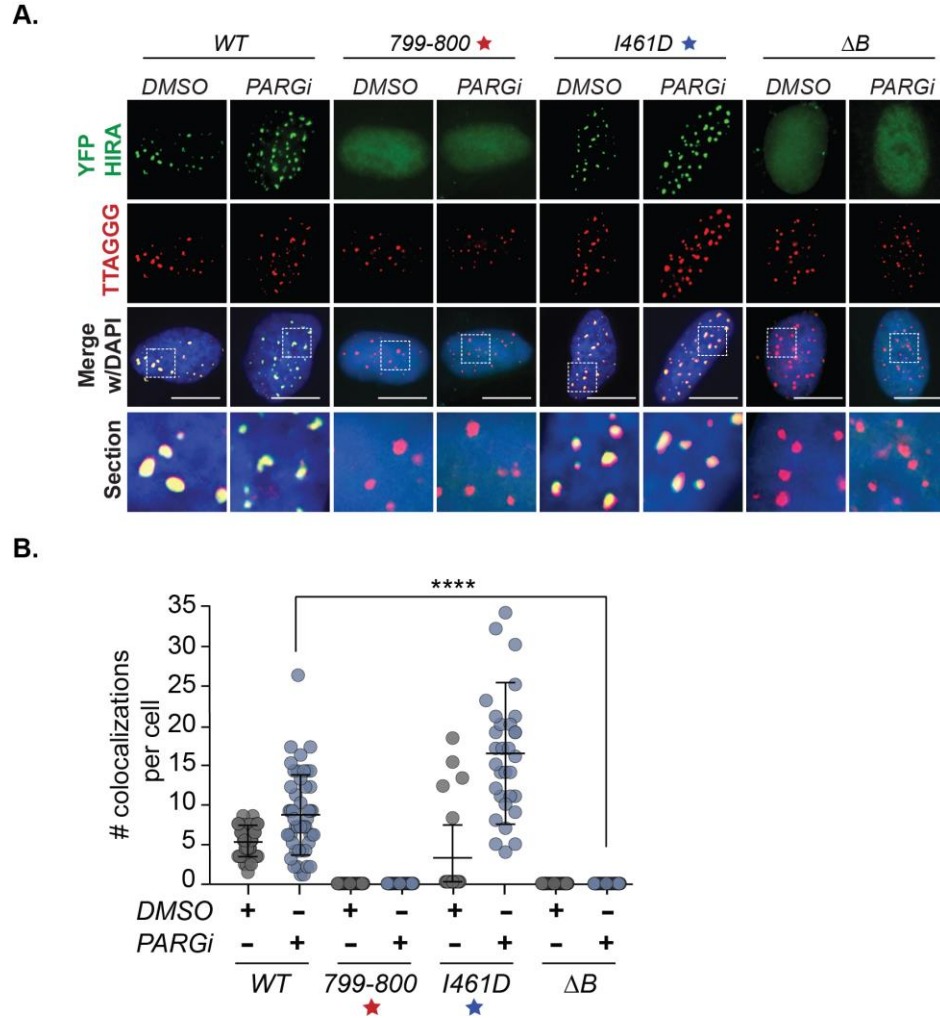 A.
WT 799-800 ★ I461D ★ ΔB
DMSO PARGi DMSO PARGi DMSO PARGi DMSO PARGi
YFP
HIRA
TTAGGG
Merge
w/DAPI
Section
B.
****
# colocalizations
per cell
35
30
25
20
15
10
5
0
DMSO + - + - + - + -
PARGi - + - + - + - +
WT 799-800 I461D ΔB
★ ★